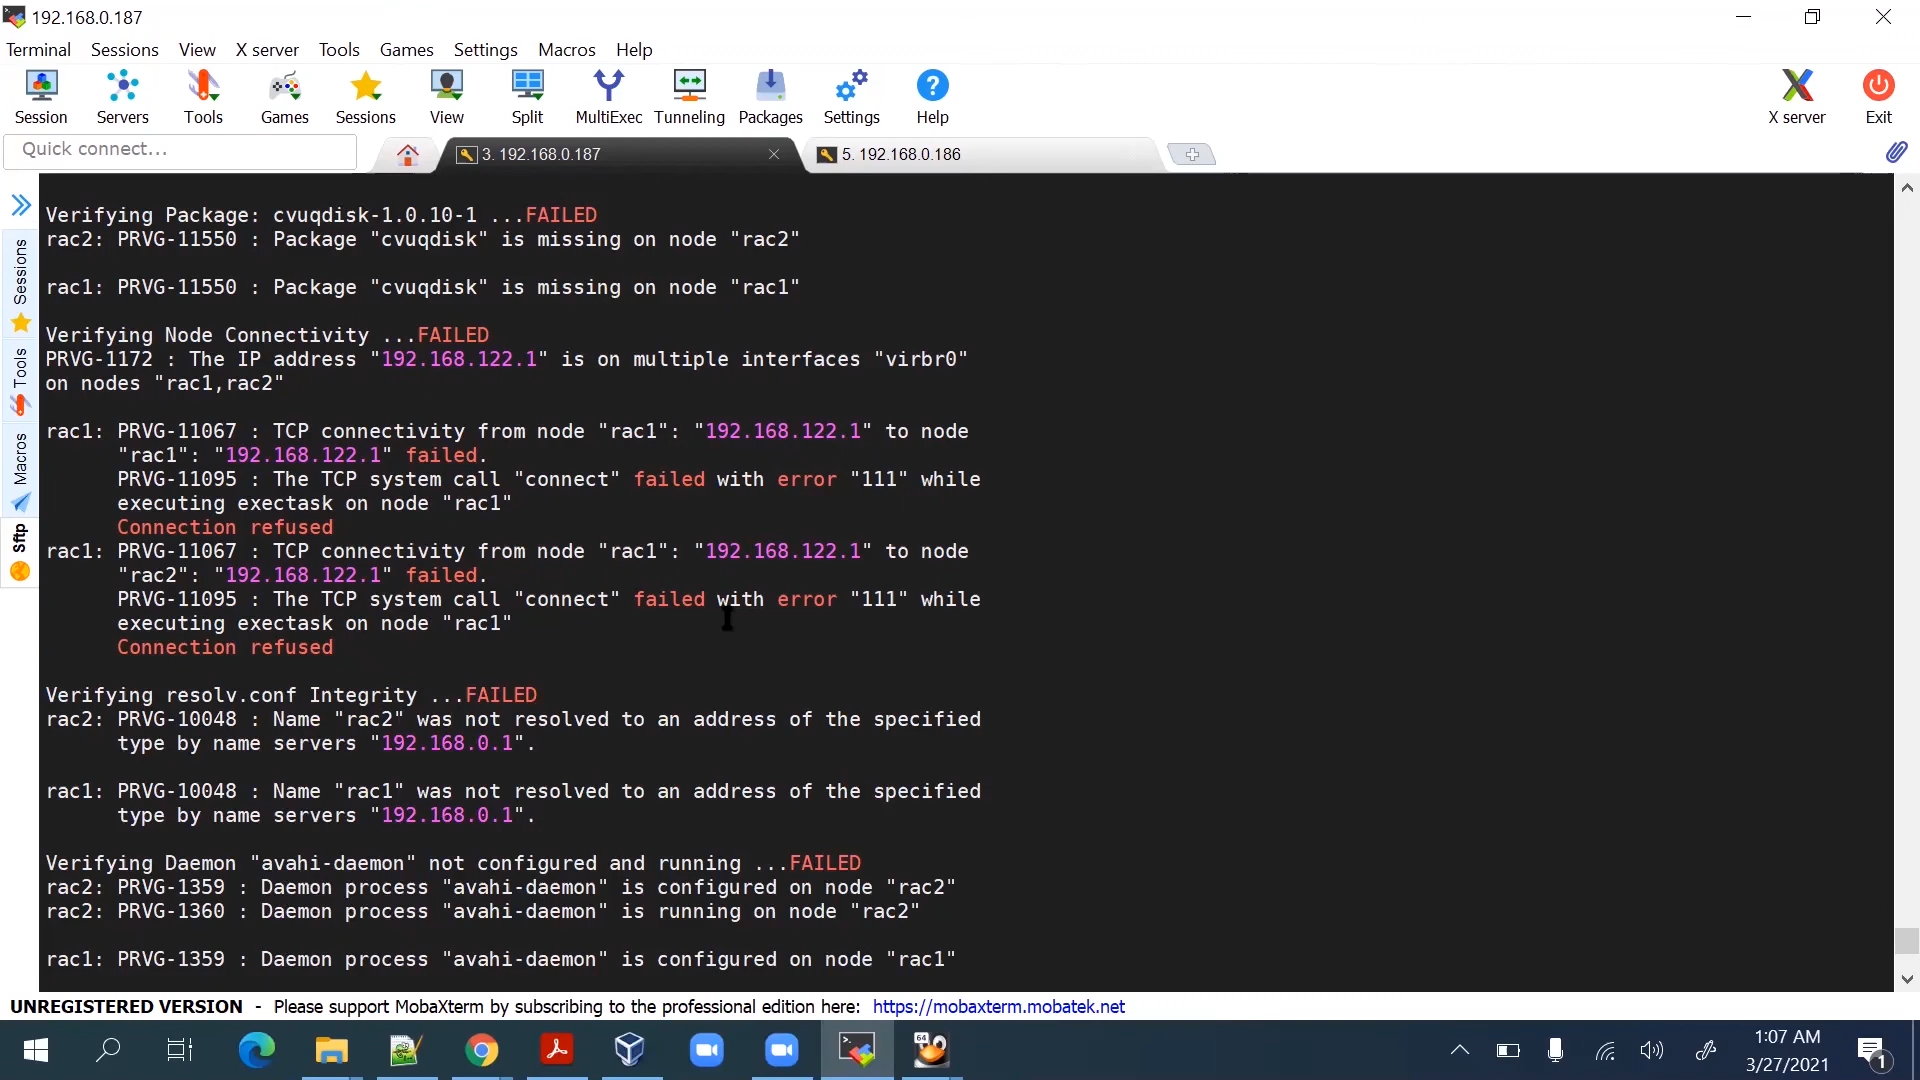 192.168.0.187
Terminal Sessions View X server Tools Games Settings Macros Help
Session Servers Tools Games Sessions View Split MultiExec Tunneling Packages Settings Help X server Exit
Quick connect...
3. 192.168.0.187
5. 192.168.0.186
Sessions
Tools
Macros
Sftp
Verifying Package: cvuqdisk-1.0.10-1 ...FAILED
rac2: PRVG-11550 : Package "cvuqdisk" is missing on node "rac2"
rac1: PRVG-11550 : Package "cvuqdisk" is missing on node "rac1"
Verifying Node Connectivity ...FAILED
PRVG-1172 : The IP address "192.168.122.1" is on multiple interfaces "virbr0"
on nodes "rac1,rac2"
rac1: PRVG-11067 : TCP connectivity from node "rac1": "192.168.122.1" to node
"rac1": "192.168.122.1" failed.
PRVG-11095 : The TCP system call "connect" failed with error "111" while
executing exectask on node "rac1"
Connection refused
rac1: PRVG-11067 : TCP connectivity from node "rac1": "192.168.122.1" to node
"rac2": "192.168.122.1" failed.
PRVG-11095 : The TCP system call "connect" failed with error "111" while
executing exectask on node "rac1"
Connection refused
Verifying resolv.conf Integrity ...FAILED
rac2: PRVG-10048 : Name "rac2" was not resolved to an address of the specified
type by name servers "192.168.0.1".
rac1: PRVG-10048 : Name "rac1" was not resolved to an address of the specified
type by name servers "192.168.0.1".
Verifying Daemon "avahi-daemon" not configured and running ...FAILED
rac2: PRVG-1359 : Daemon process "avahi-daemon" is configured on node "rac2"
rac2: PRVG-1360 : Daemon process "avahi-daemon" is running on node "rac2"
rac1: PRVG-1359 : Daemon process "avahi-daemon" is configured on node "rac1"
UNREGISTERED VERSION - Please support MobaXterm by subscribing to the professional edition here: https://mobaxterm.mobatek.net
64
1:07 AM
3/27/2021
1